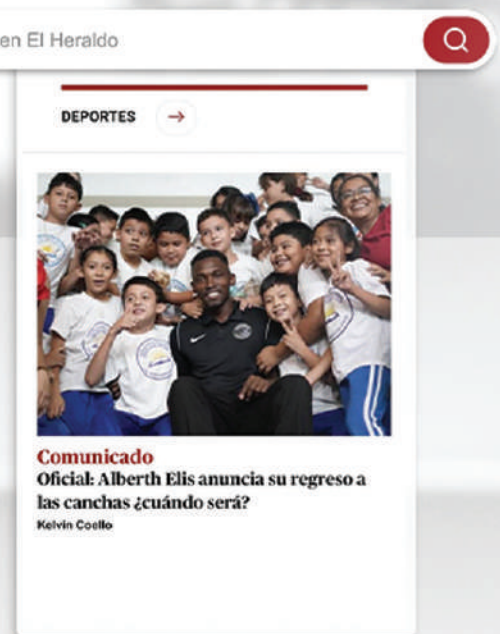 en El Heraldo
DEPORTES
Comunicado
Oficial: Alberth Elis anuncia su regreso a
las canchas ¿cuándo será?
Kelvin Coello